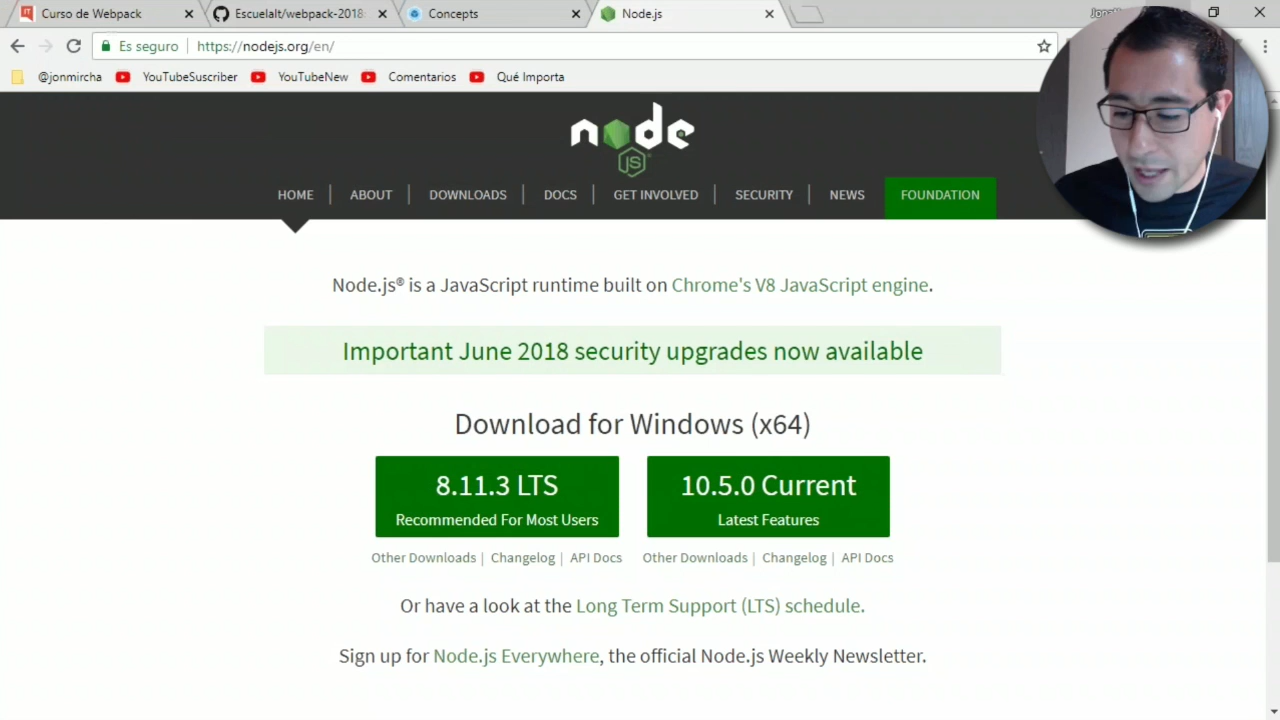 Curso de Webpack
Escuelalt/webpack-2018
Concepts
Node.js
Es seguro
https://nodejs.org/en/
@jonmircha
YouTubeSuscriber
YouTubeNew
Comentarios
Qué Importa
node
JS
HOME
ABOUT
DOWNLOADS
DOCS
GET INVOLVED
SECURITY
NEWS
FOUNDATION
Node.js® is a JavaScript runtime built on Chrome's V8 JavaScript engine.
Important June 2018 security upgrades now available
Download for Windows (x64)
8.11.3 LTS
Recommended For Most Users
10.5.0 Current
Latest Features
Other Downloads | Changelog | API Docs
Other Downloads | Changelog | API Docs
Or have a look at the Long Term Support (LTS) schedule.
Sign up for Node.js Everywhere, the official Node.js Weekly Newsletter.